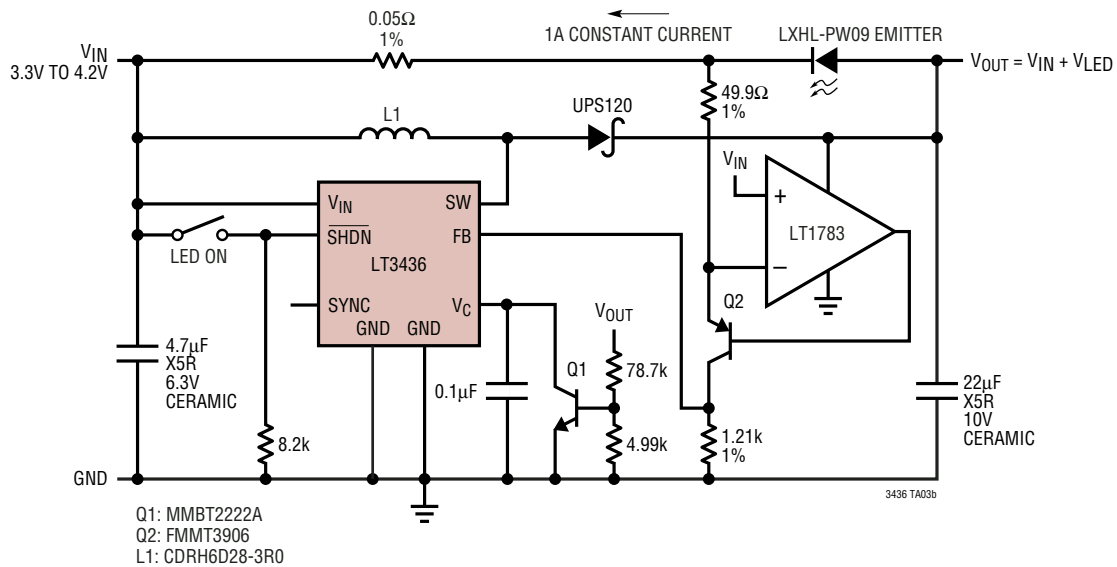 0.05Ω
1%
1A CONSTANT CURRENT
LXHL-PW09 EMITTER
VIN
3.3V TO 4.2V
VOUT = VIN + VLED
49.9Ω
1%
L1
UPS120
VIN
+
LT1783
−
VIN
SW
SHDN
FB
LED ON
LT3436
SYNC
VC
GND
GND
Q2
VOUT
4.7µF
X5R
6.3V
CERAMIC
0.1µF
Q1
78.7k
22µF
X5R
10V
CERAMIC
8.2k
4.99k
1.21k
1%
GND
3436 TA03b
Q1: MMBT2222A
Q2: FMMT3906
L1: CDRH6D28-3R0